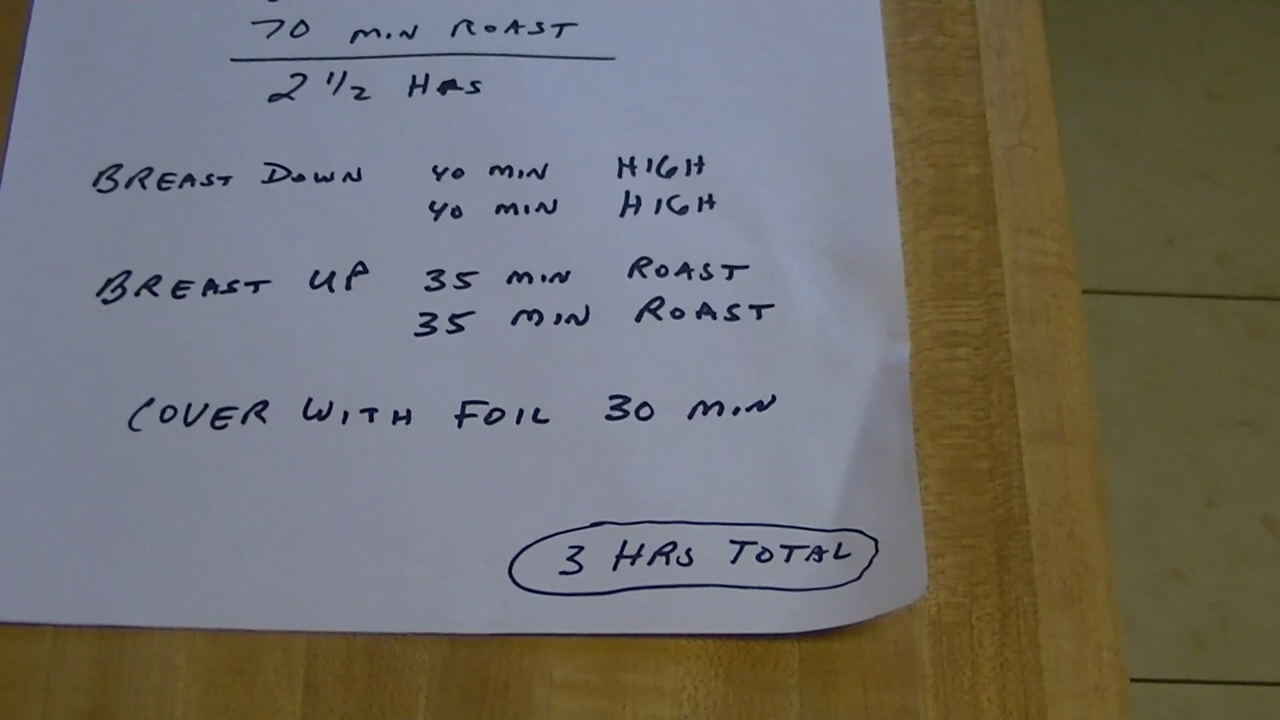 70 MIN ROAST
2 1/2 HRS
BREAST DOWN 40 MIN HIGH
40 MIN HIGH
BREAST UP 35 MIN ROAST
35 MIN ROAST
COVER WITH FOIL 30 MIN
3 HRS TOTAL